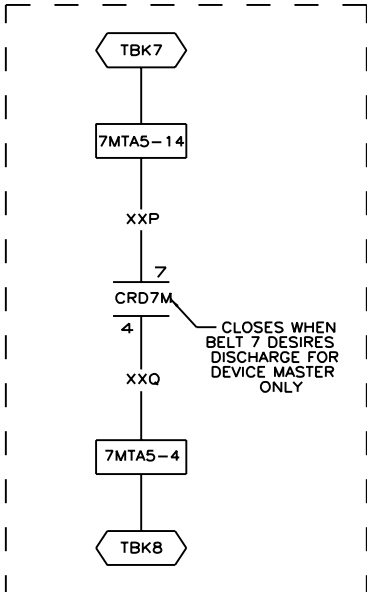 TBK7
7MTA5-14
XXP
7
CRD7M
4
CLOSES WHEN
BELT 7 DESIRES
DISCHARGE FOR
DEVICE MASTER
ONLY
XXQ
7MTA5-4
TBK8